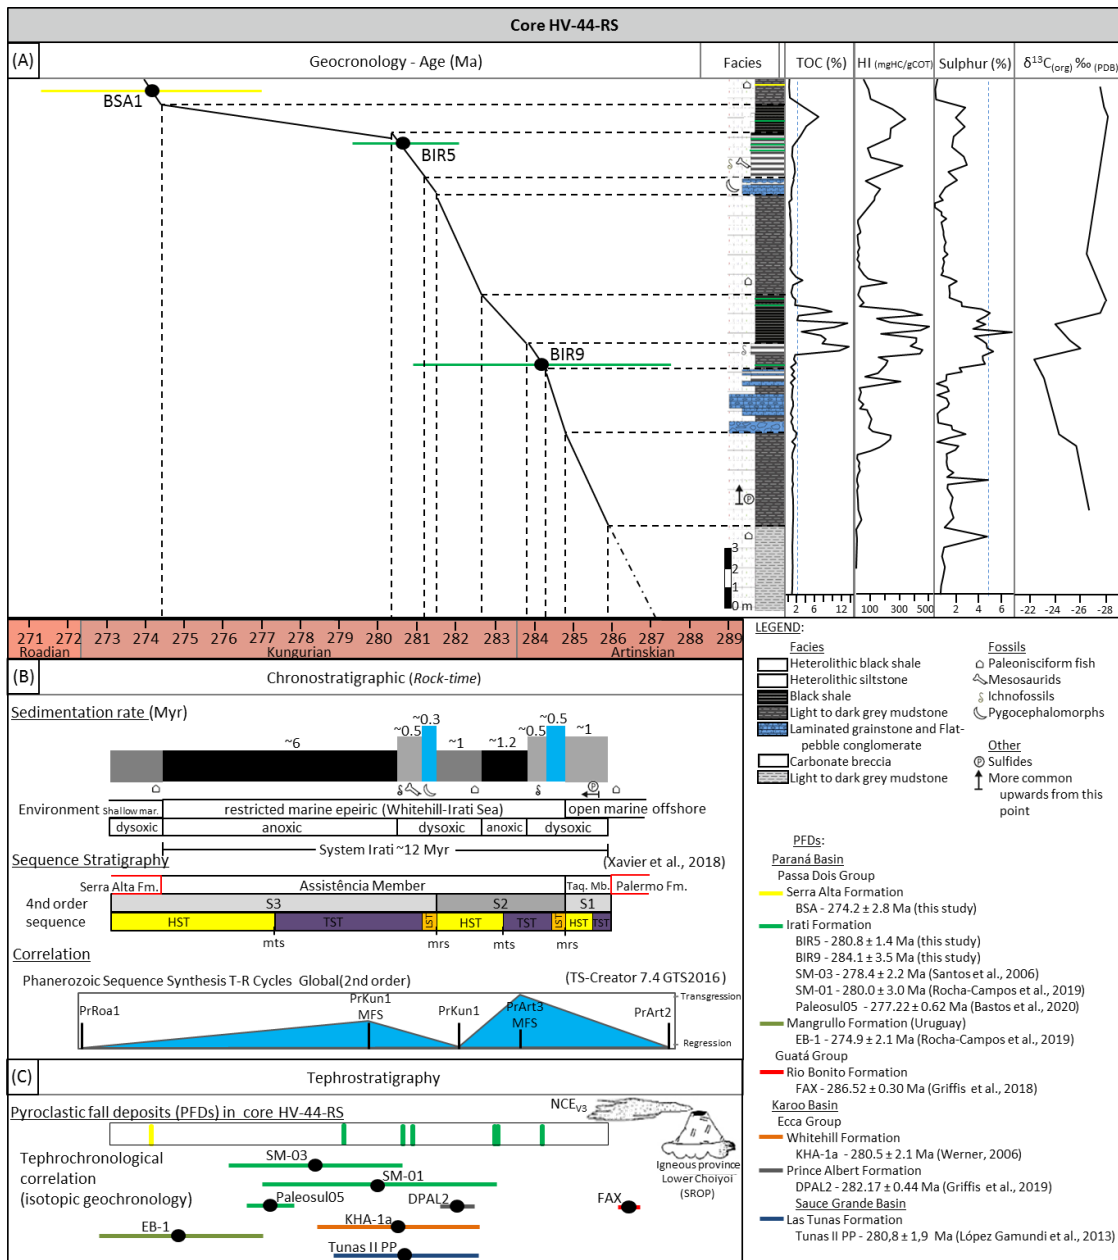 Core HV-44-RS
(A)
Geocronology - Age (Ma)
Facies
TOC (%)
HI (mgHC/gCOT)
Sulphur (%)
δ13C(org) ‰ (PDB)
BSA1
BIR5
BIR9
P
3
2
1
0 m
2 6 12
100 300 500
2 4 6
-22 -24 -26 -28
271 272 273 274 275 276 277 278 279 280 281 282 283 284 285 286 287 288 289
Roadian Kungurian Artinskian
LEGEND:
Facies
Heterolithic black shale
Heterolithic siltstone
Black shale
Light to dark grey mudstone
Laminated grainstone and Flat-
pebble conglomerate
Carbonate breccia
Light to dark grey mudstone
Fossils
Paleonisciform fish
Mesosaurids
Ichnofossils
Pygocephalomorphs
Other
P Sulfides
More common
upwards from this
point
(B)
Chronostratigraphic (Rock-time)
Sedimentation rate (Myr)
~6 ~0.5 ~0.3 ~1 ~1.2 ~0.5 ~0.5 ~1
P
Environment Shallow mar. restricted marine epeiric (Whitehill-Irati Sea) open marine offshore
dysoxic anoxic dysoxic anoxic dysoxic
System Irati ~12 Myr
Sequence Stratigraphy
(Xavier et al., 2018)
Serra Alta Fm. Assistência Member Taq. Mb. Palermo Fm.
4nd order
sequence
S3 S2 S1
HST TST LST HST TST LST HST TST
mts mrs mts mrs
Correlation
Phanerozoic Sequence Synthesis T-R Cycles Global(2nd order)
(TS-Creator 7.4 GTS2016)
PrRoa1
PrKun1
MFS
PrKun1
PrArt3
MFS
PrArt2
Transgression
Regression
(C)
Tephrostratigraphy
Pyroclastic fall deposits (PFDs) in core HV-44-RS
NCEV3
Igneous province
Lower Choiyoi
(SROP)
Tephrochronological
correlation
(isotopic geochronology)
SM-03
SM-01
Paleosul05
DPAL2
FAX
EB-1
KHA-1a
Tunas II PP
PFDs:
Paraná Basin
Passa Dois Group
Serra Alta Formation
BSA - 274.2 ± 2.8 Ma (this study)
Irati Formation
BIR5 - 280.8 ± 1.4 Ma (this study)
BIR9 - 284.1 ± 3.5 Ma (this study)
SM-03 - 278.4 ± 2.2 Ma (Santos et al., 2006)
SM-01 - 280.0 ± 3.0 Ma (Rocha-Campos et al., 2019)
Paleosul05 - 277.22 ± 0.62 Ma (Bastos et al., 2020)
Mangrullo Formation (Uruguay)
EB-1 - 274.9 ± 2.1 Ma (Rocha-Campos et al., 2019)
Guatá Group
Rio Bonito Formation
FAX - 286.52 ± 0.30 Ma (Griffis et al., 2018)
Karoo Basin
Ecca Group
Whitehill Formation
KHA-1a - 280.5 ± 2.1 Ma (Werner, 2006)
Prince Albert Formation
DPAL2 - 282.17 ± 0.44 Ma (Griffis et al., 2019)
Sauce Grande Basin
Las Tunas Formation
Tunas II PP - 280,8 ± 1,9 Ma (López Gamundi et al., 2013)